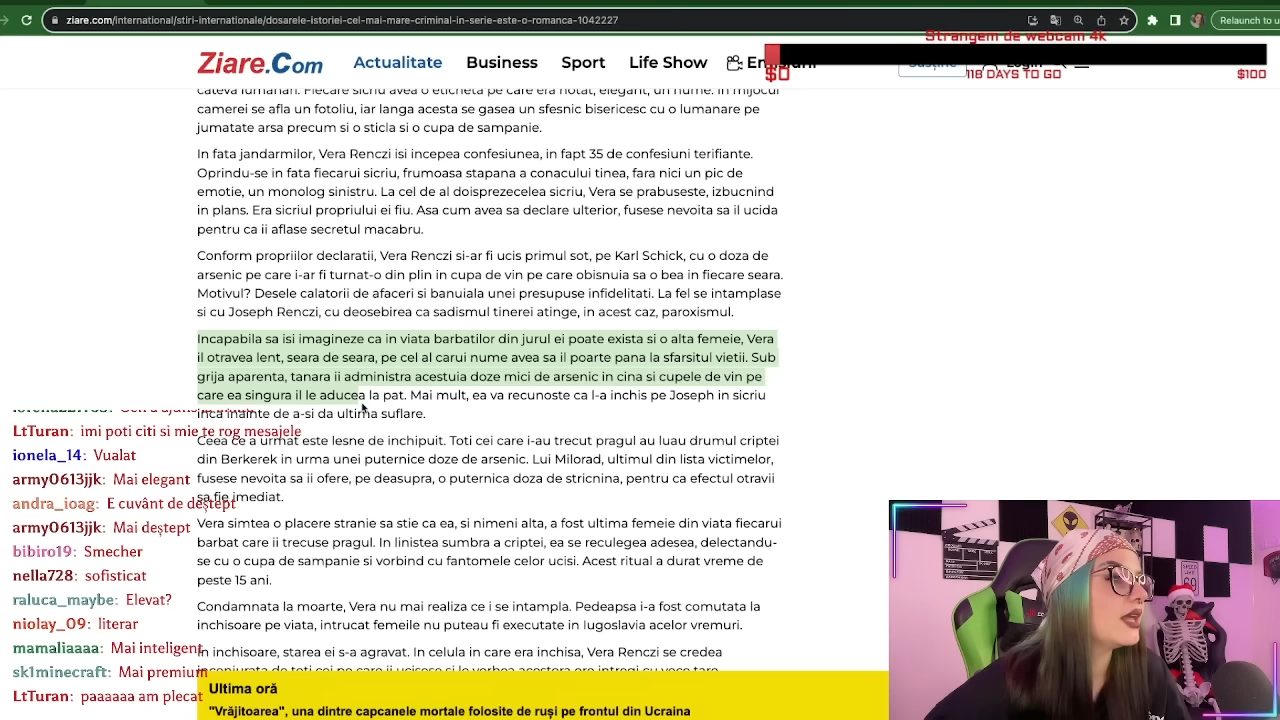 ziare.com/international/stiri-internationale/dosarele-istoriei-cei-mai-mare-criminal-in-serie-este-o-romanca-1042227
Relaunch to u
Strangem de webcam 4k
Ziare.Com
Actualitate Business Sport Life Show
$0
118 DAYS TO GO
$100
cateva lumanari. Fiecare sicriu avea o eticheta pe care era notat, elegant, un nume. In mijlocul
camerei se afla un fotoliu, iar langa acesta se gasea un sfesnic bisericesc cu o lumanare pe
jumatate arsa precum si o sticla si o cupa de sampanie.
In fata jandarmilor, Vera Renczi isi incepea confesiunea, in fapt 35 de confesiuni terifiante.
Oprindu-se in fata fiecarui sicriu, frumoasa stapana a conacului tinea, fara nici un pic de
emotie, un monolog sinistru. La cel de al doisprezecelea sicriu, Vera se prabuseste, izbucnind
in plans. Era sicriul propriului ei fiu. Asa cum avea sa declare ulterior, fusese nevoita sa il ucida
pentru ca ii aflase secretul macabru.
Conform propriilor declaratii, Vera Renczi si-ar fi ucis primul sot, pe Karl Schick, cu o doza de
arsenic pe care i-ar fi turnat-o din plin in cupa de vin pe care obisnuia sa o bea in fiecare seara.
Motivul? Desele calatorii de afaceri si banuiala unei presupuse infidelitati. La fel se intamplase
si cu Joseph Renczi, cu deosebirea ca sadismul tinerei atinge, in acest caz, paroxismul.
Incapabila sa isi imagineze ca in viata barbatilor din jurul ei poate exista si o alta femeie, Vera
il otravea lent, seara de seara, pe cel al carui nume avea sa il poarte pana la sfarsitul vietii. Sub
grija aparenta, tanara ii administra acestuia doze mici de arsenic in cina si cupele de vin pe
care ea singura il le aducea la pat. Mai mult, ea va recunoste ca l-a inchis pe Joseph in sicriu
inca inainte de a-si da ultima suflare.
Ceea ce a urmat este lesne de inchipuit. Toti cei care i-au trecut pragul au luau drumul criptei
din Berkerek in urma unei puternice doze de arsenic. Lui Milorad, ultimul din lista victimelor,
fusese nevoita sa ii ofere, pe deasupra, o puternica doza de stricnina, pentru ca efectul otravii
sa fie imediat.
Vera simtea o placere stranie sa stie ca ea, si nimeni alta, a fost ultima femeie din viata fiecarui
barbat care ii trecuse pragul. In linistea sumbra a criptei, ea se reculegea adesea, delectandu-
se cu o cupa de sampanie si vorbind cu fantomele celor ucisi. Acest ritual a durat vreme de
peste 15 ani.
Condamnata la moarte, Vera nu mai realiza ce i se intampla. Pedeapsa i-a fost comutata la
inchisoare pe viata, intrucat femeile nu puteau fi executate in Iugoslavia acelor vremuri.
In inchisoare, starea ei s-a agravat. In celula in care era inchisa, Vera Renczi se credea
LtTuran: imi poti citi si mie te rog mesajele
ionela_14: Vualat
army0613jjk: Mai elegant
andra_ioag: E cuvânt de deștept
army0613jjk: Mai deștept
bibiro19: Smecher
nella728: sofisticat
raluca_maybe: Elevat?
niolay_09: literar
mamaliaaaa: Mai inteligent
sk1minecraft: Mai premium
LtTuran: paaaaaa am plecat
Ultima oră
"Vrăjitoarea", una dintre capcanele mortale folosite de ruși pe frontul din Ucraina